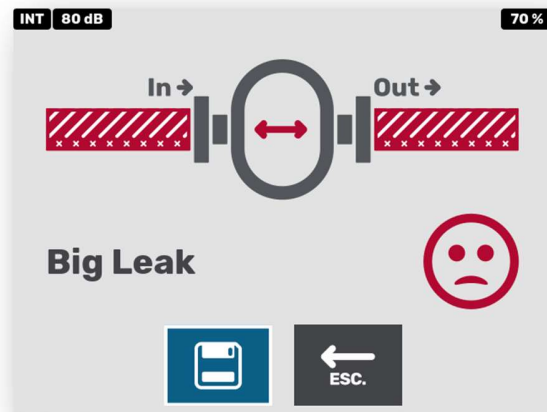 INT 80 dB 70 %
In → Out →
Big Leak
ESC.